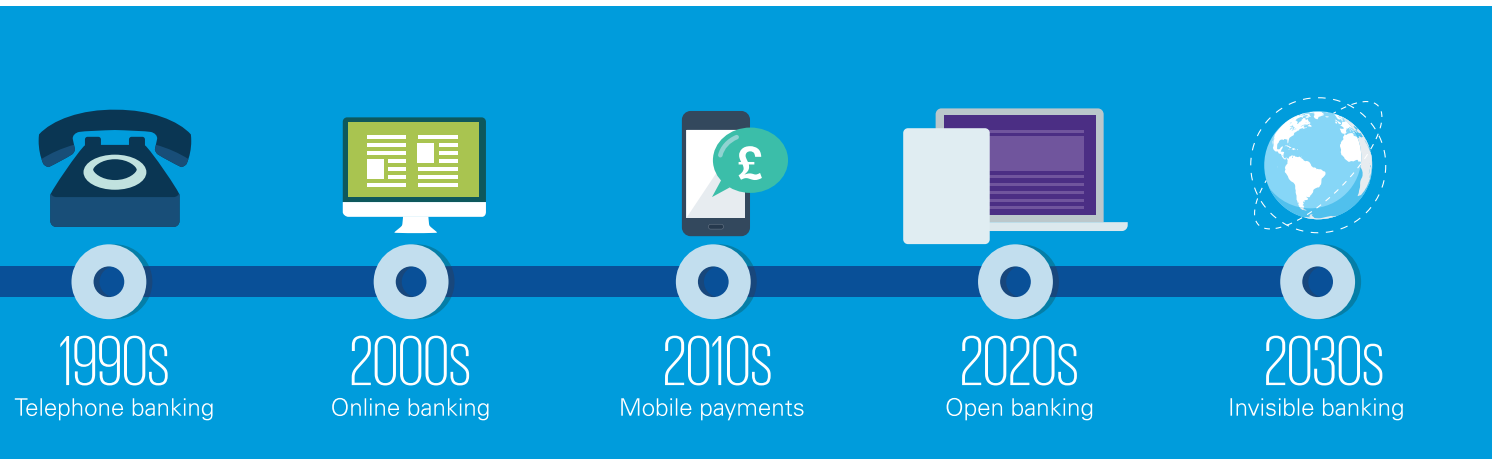 £
1990s
Telephone banking
2000s
Online banking
2010s
Mobile payments
2020s
Open banking
2030s
Invisible banking